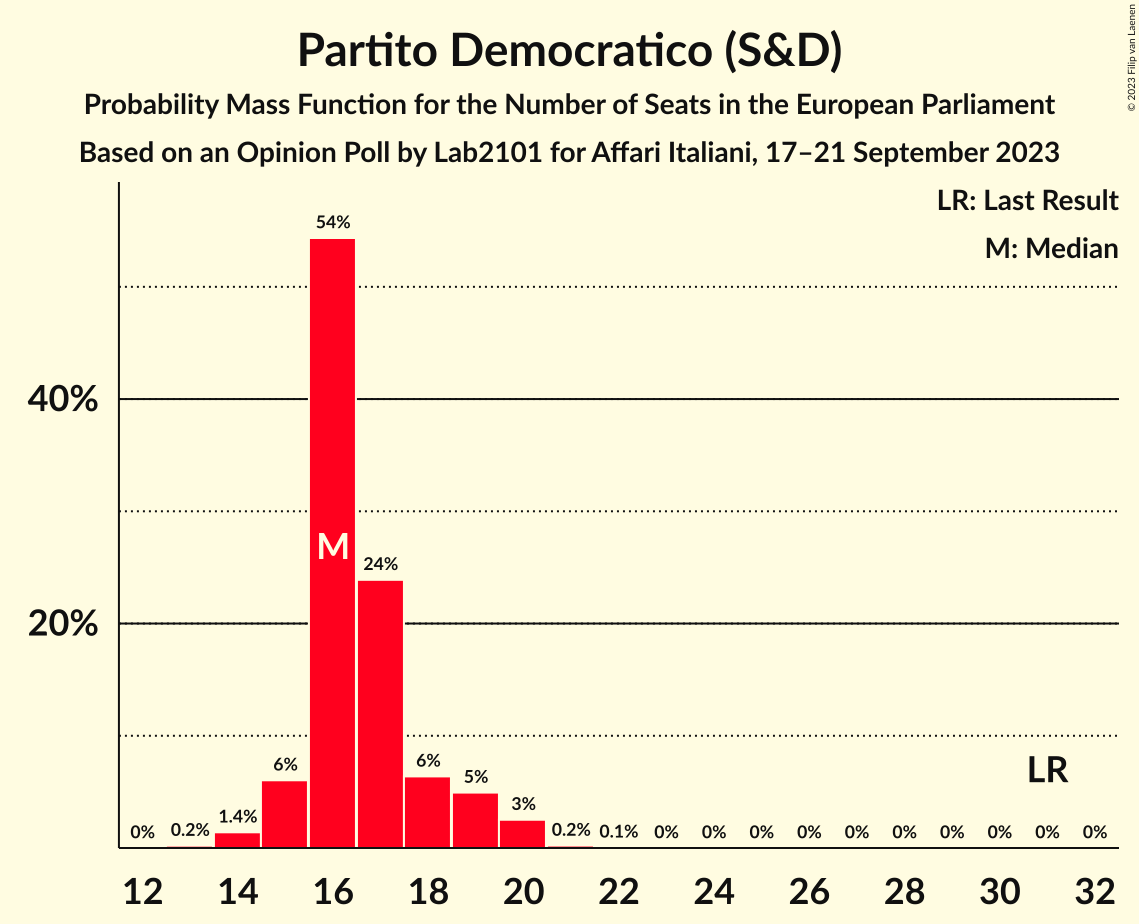 Partito Democratico (S&D)
Probability Mass Function for the Number of Seats in the European Parliament
Based on an Opinion Poll by Lab2101 for Affari Italiani, 17–21 September 2023
© 2023 Filip van Laenen
LR: Last Result
M: Median
40%
20%
0% 0.2% 1.4% 6% 54% 24% 6% 5% 3% 0.2% 0.1% 0% 0% 0% 0% 0% 0% 0% 0% 0% 0%
M
LR
12 14 16 18 20 22 24 26 28 30 32